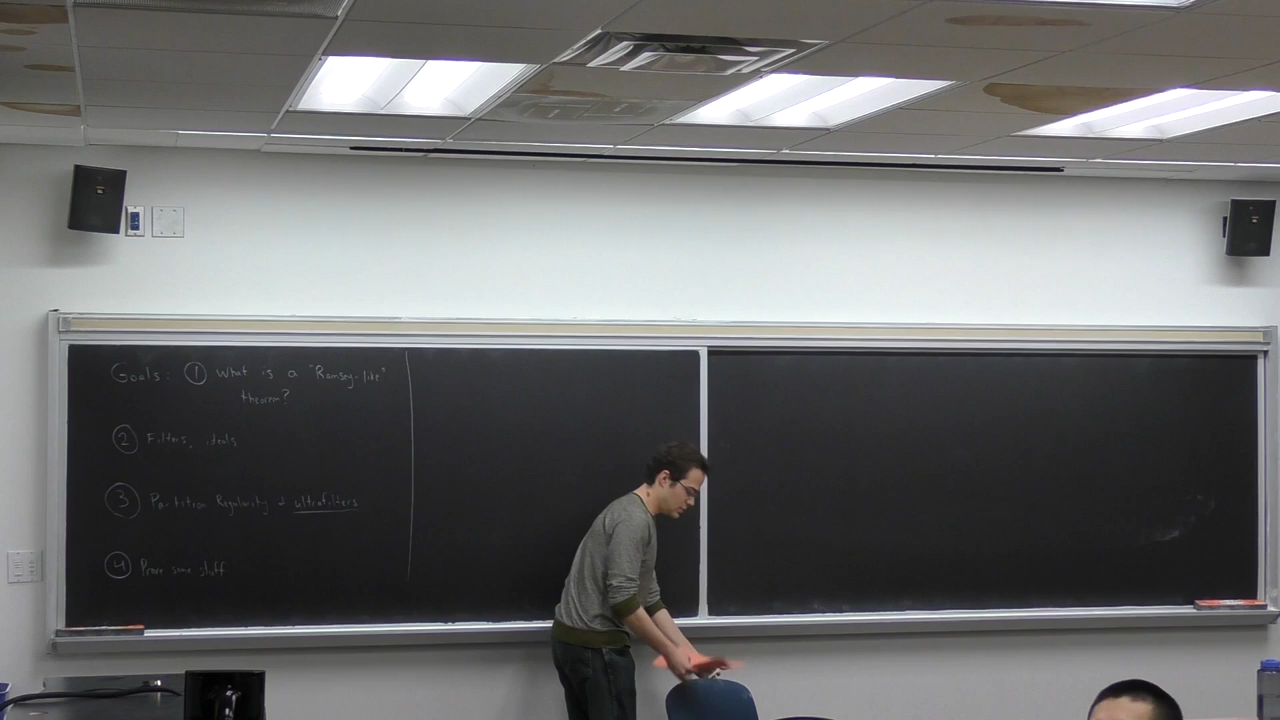 Goals: ① What is a "Ramsey-like"
theorem?
② Filters, ideals
③ Partition Regularity & ultrafilters
④ Prove some stuff